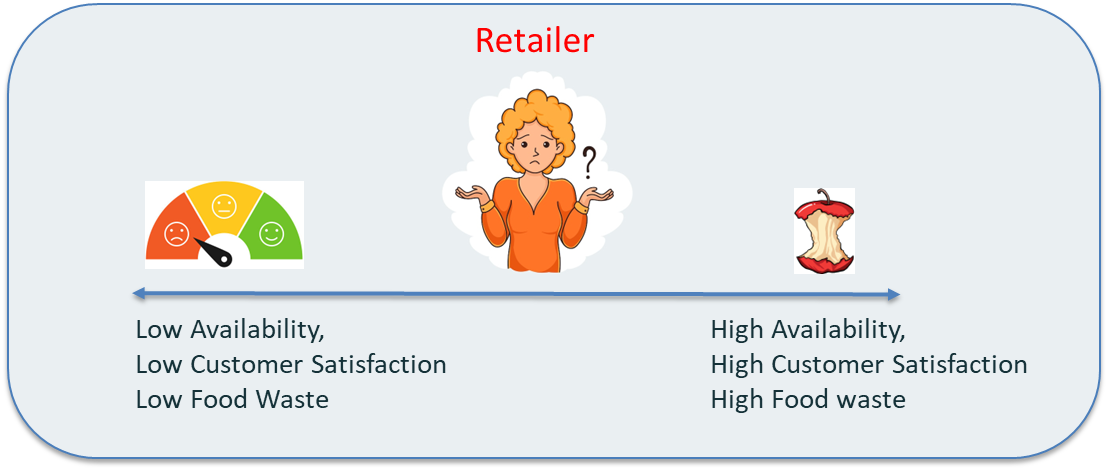 Retailer
?
Low Availability,
Low Customer Satisfaction
Low Food Waste
High Availability,
High Customer Satisfaction
High Food waste